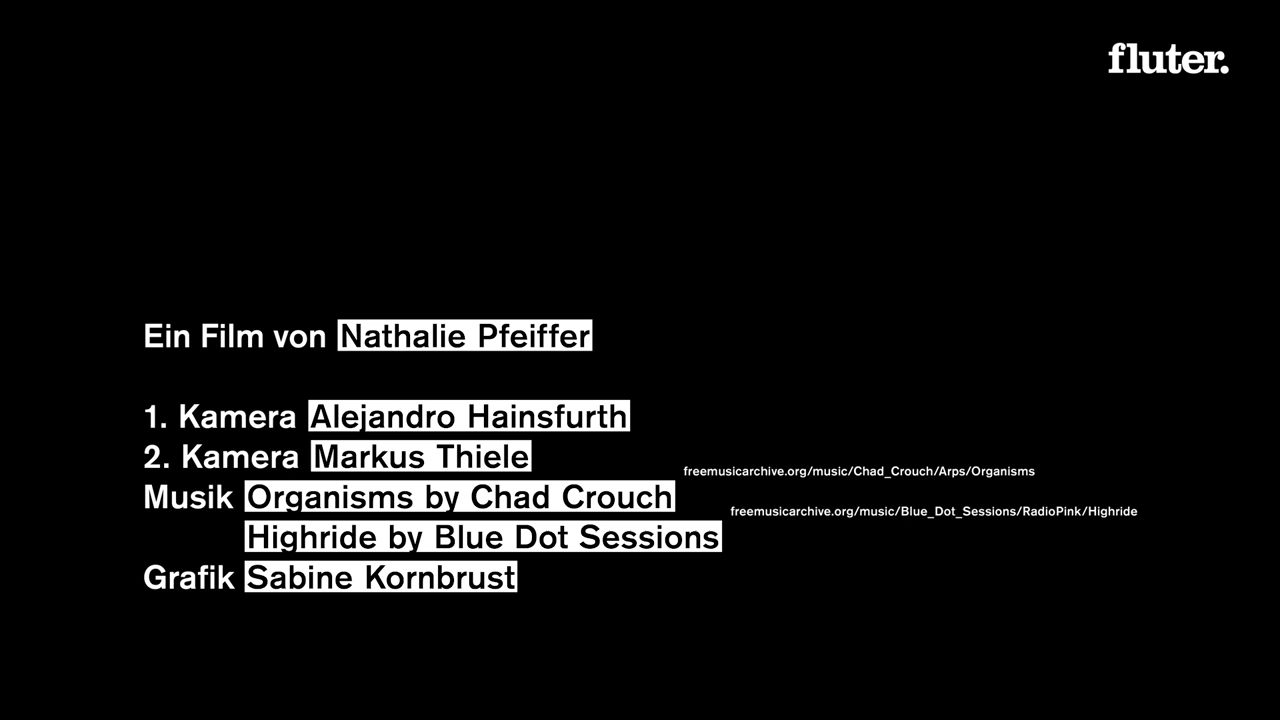 fluter.
Ein Film von Nathalie Pfeiffer
1. Kamera Alejandro Hainsfurth
2. Kamera Markus Thiele
freemusicarchive.org/music/Chad_Crouch/Arps/Organisms
Musik Organisms by Chad Crouch
freemusicarchive.org/music/Blue_Dot_Sessions/RadioPink/Highride
Highride by Blue Dot Sessions
Grafik Sabine Kornbrust